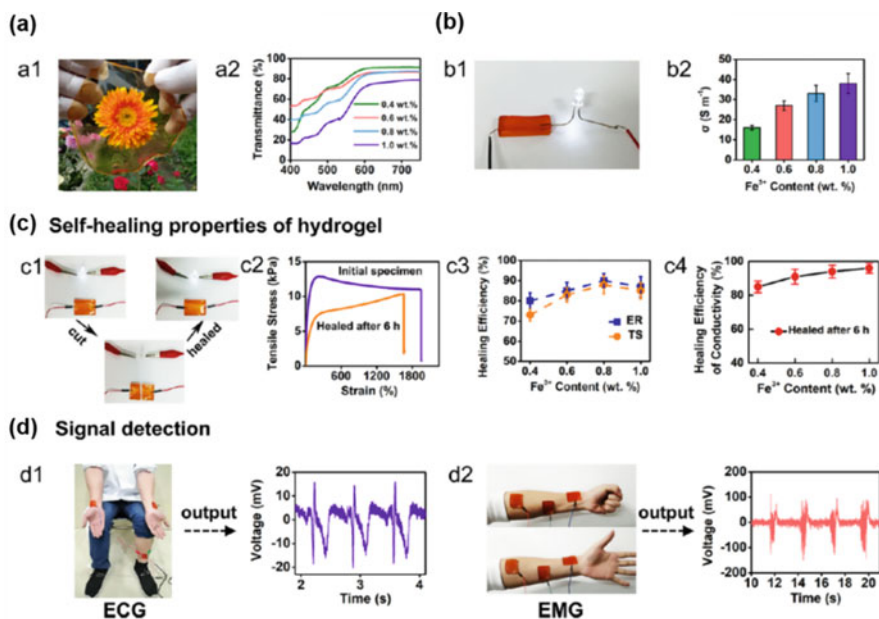 (a)
(b)
a1
a2
Transmittance (%)
100
80
60
40
20
0
0.4 wt.%
0.6 wt.%
0.8 wt.%
1.0 wt.%
400 500 600 700
Wavelength (nm)
b1
b2
σ (S m⁻¹)
50
40
30
20
10
0
0.4 0.6 0.8 1.0
Fe³⁺ Content (wt. %)
(c) Self-healing properties of hydrogel
c1
cut
healed
c2
Tensile Stress (kPa)
15
10
5
0
Initial specimen
Healed after 6 h
600 1200 1800
Strain (%)
c3
Healing Efficiency (%)
100
90
80
70
60
50
ER
TS
0.4 0.6 0.8 1.0
Fe³⁺ Content (wt. %)
c4
Healing Efficiency
of Conductivity (%)
100
80
60
40
Healed after 6 h
0.4 0.6 0.8 1.0
Fe³⁺ Content (wt. %)
(d) Signal detection
d1
output
ECG
Voltage (mV)
20
10
0
-10
-20
2 3 4
Time (s)
d2
output
EMG
Voltage (mV)
200
100
0
-100
-200
10 12 14 16 18 20
Time (s)